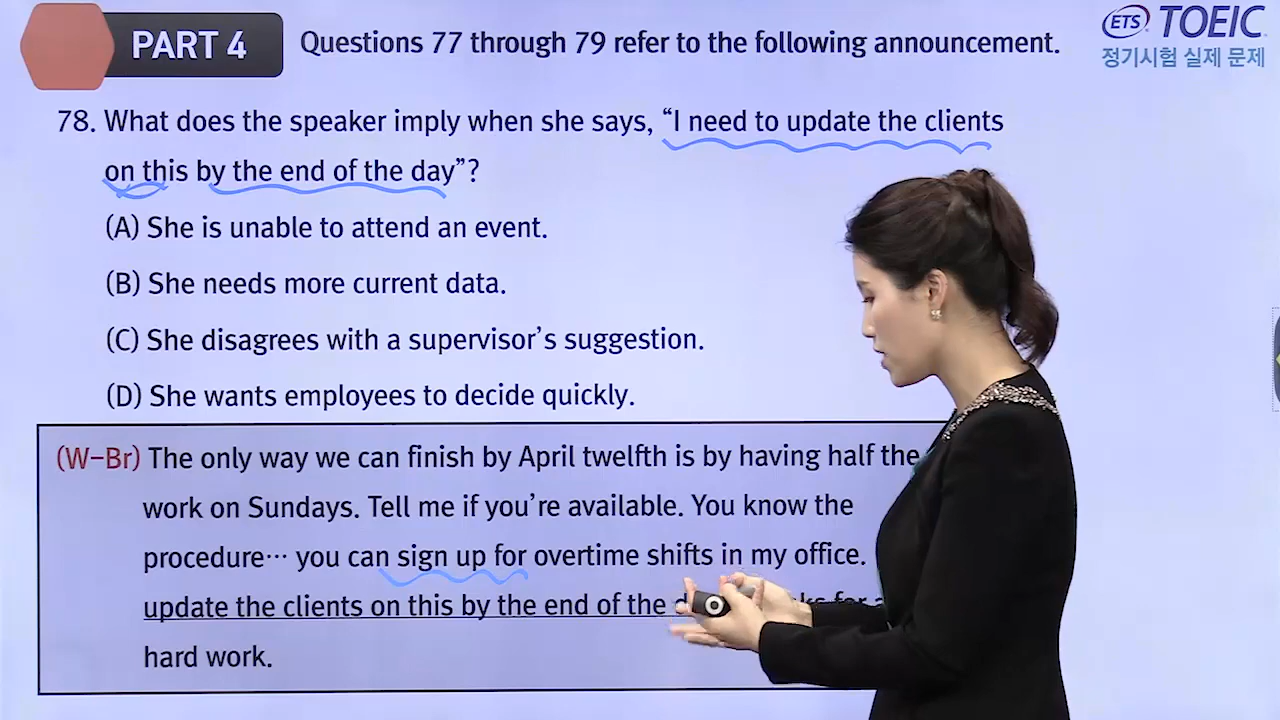 PART 4
Questions 77 through 79 refer to the following announcement.
ETS TOEIC
정기시험 실제 문제
78. What does the speaker imply when she says, “I need to update the clients
on this by the end of the day”?
(A) She is unable to attend an event.
(B) She needs more current data.
(C) She disagrees with a supervisor’s suggestion.
(D) She wants employees to decide quickly.
(W-Br) The only way we can finish by April twelfth is by having half the
work on Sundays. Tell me if you’re available. You know the
procedure… you can sign up for overtime shifts in my office.
update the clients on this by the end of the
hard work.